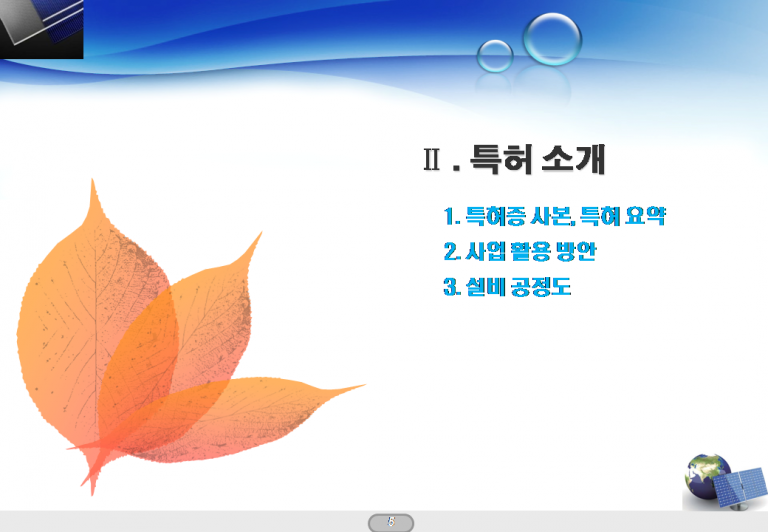 Ⅱ. 특허 소개
1. 특허증 사본, 특허 요약
2. 사업 활용 방안
3. 설비 공정도